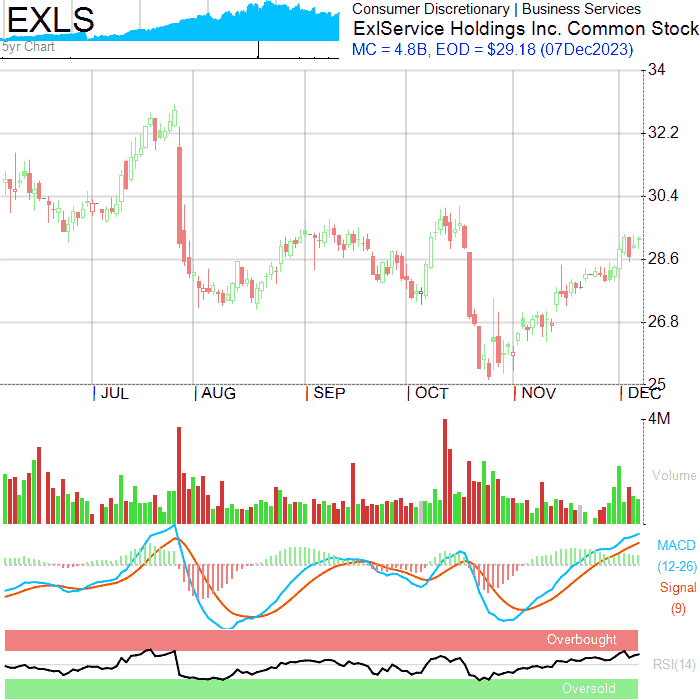 EXLS
5yr Chart
Consumer Discretionary | Business Services
ExlService Holdings Inc. Common Stock
MC = 4.8B, EOD = $29.18 (07Dec2023)
34
32.2
30.4
28.6
26.8
25
JUL AUG SEP OCT NOV DEC
4M
Volume
MACD
(12-26)
Signal
(9)
Overbought
RSI(14)
Oversold